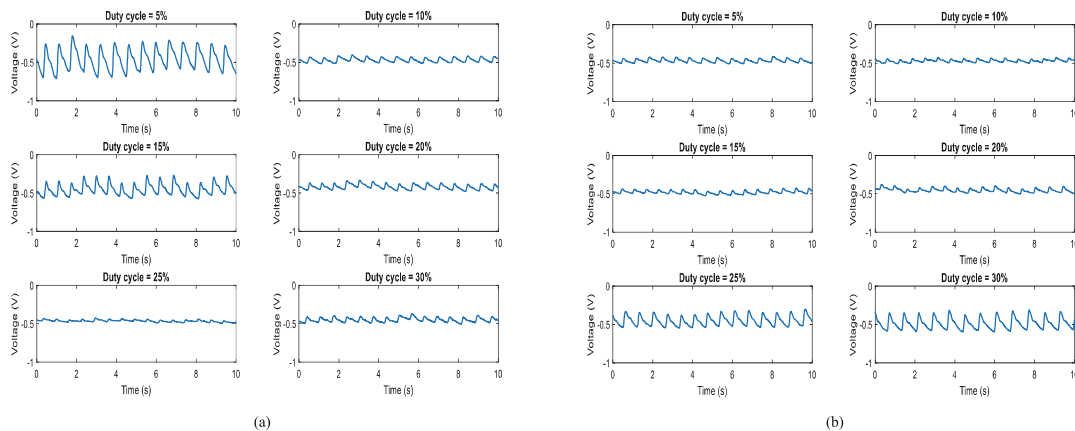 Duty cycle = 5%
0
-0.5
-1
Voltage (V)
0 2 4 6 8 10
Time (s)
Duty cycle = 10%
0
-0.5
-1
Voltage (V)
0 2 4 6 8 10
Time (s)
Duty cycle = 15%
0
-0.5
-1
Voltage (V)
0 2 4 6 8 10
Time (s)
Duty cycle = 20%
0
-0.5
-1
Voltage (V)
0 2 4 6 8 10
Time (s)
Duty cycle = 25%
0
-0.5
-1
Voltage (V)
0 2 4 6 8 10
Time (s)
Duty cycle = 30%
0
-0.5
-1
Voltage (V)
0 2 4 6 8 10
Time (s)
(a)
Duty cycle = 5%
0
-0.5
-1
Voltage (V)
0 2 4 6 8 10
Time (s)
Duty cycle = 10%
0
-0.5
-1
Voltage (V)
0 2 4 6 8 10
Time (s)
Duty cycle = 15%
0
-0.5
-1
Voltage (V)
0 2 4 6 8 10
Time (s)
Duty cycle = 20%
0
-0.5
-1
Voltage (V)
0 2 4 6 8 10
Time (s)
Duty cycle = 25%
0
-0.5
-1
Voltage (V)
0 2 4 6 8 10
Time (s)
Duty cycle = 30%
0
-0.5
-1
Voltage (V)
0 2 4 6 8 10
Time (s)
(b)